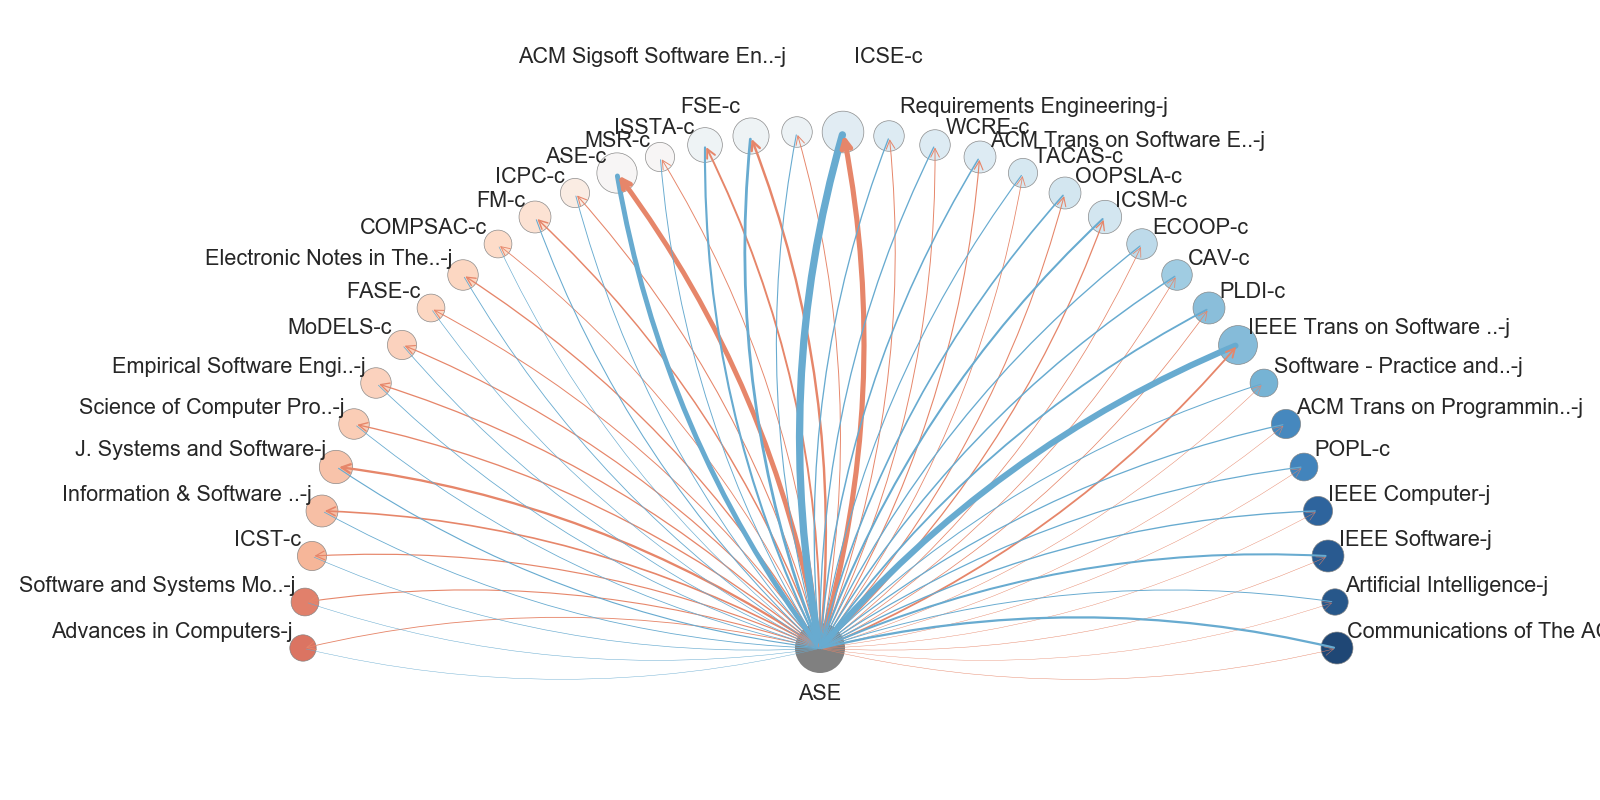 ACM Sigsoft Software En..-j
ICSE-c
FSE-c
Requirements Engineering-j
ISSTA-c
WCRE-c
MSR-c
ACM Trans on Software E..-j
ASE-c
TACAS-c
ICPC-c
OOPSLA-c
FM-c
ICSM-c
COMPSAC-c
ECOOP-c
Electronic Notes in The..-j
CAV-c
FASE-c
PLDI-c
MoDELS-c
IEEE Trans on Software ..-j
Empirical Software Engi..-j
Software - Practice and..-j
Science of Computer Pro..-j
ACM Trans on Programmin..-j
J. Systems and Software-j
POPL-c
Information & Software ..-j
IEEE Computer-j
ICST-c
IEEE Software-j
Software and Systems Mo..-j
Artificial Intelligence-j
Advances in Computers-j
Communications of The AC
ASE